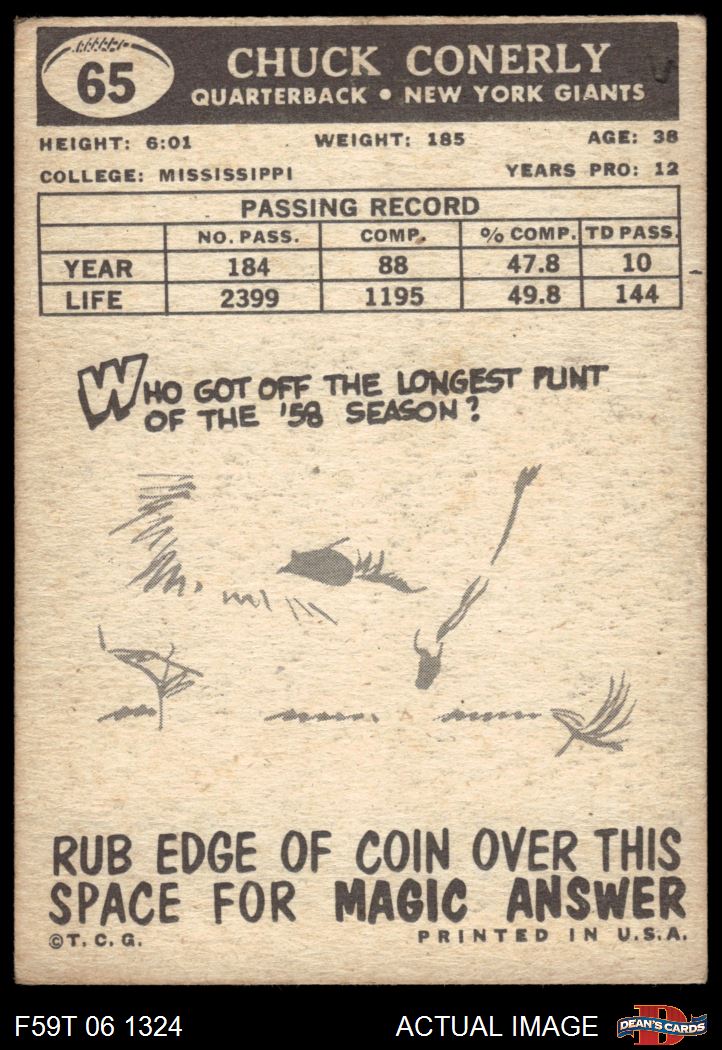 65
CHUCK CONERLY
QUARTERBACK • NEW YORK GIANTS
HEIGHT: 6:01 WEIGHT: 185 AGE: 38
COLLEGE: MISSISSIPPI YEARS PRO: 12
PASSING RECORD
NO. PASS. COMP. % COMP. TD PASS.
YEAR 184 88 47.8 10
LIFE 2399 1195 49.8 144
WHO GOT OFF THE LONGEST PUNT
OF THE '58 SEASON?
RUB EDGE OF COIN OVER THIS
SPACE FOR MAGIC ANSWER
©T.C.G. PRINTED IN U.S.A.
F59T 06 1324 ACTUAL IMAGE D DEAN'S CARDS